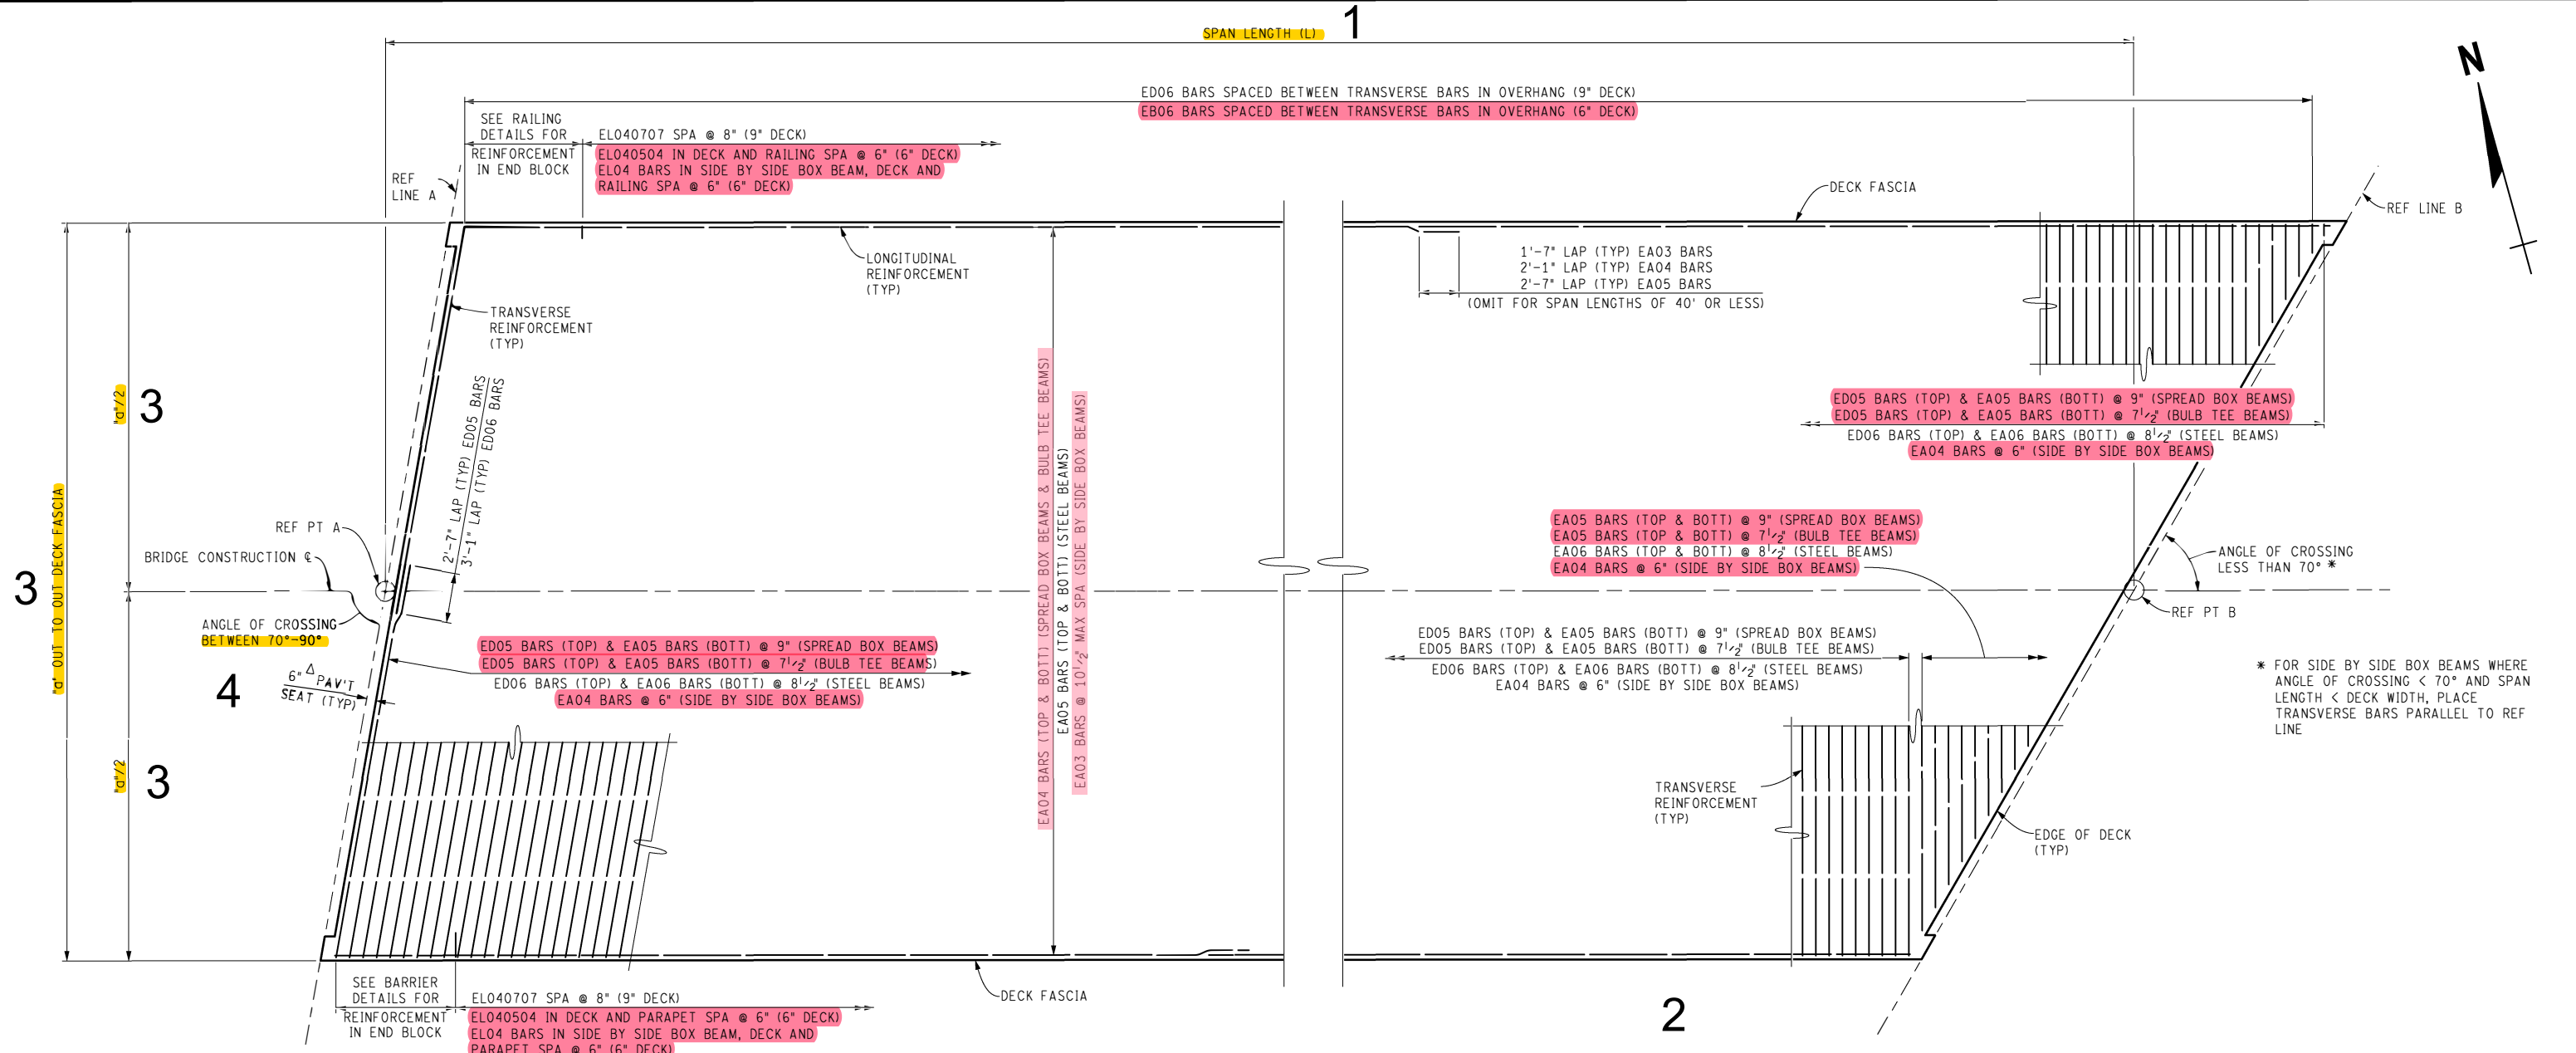 1
SPAN LENGTH (L)
N
ED06 BARS SPACED BETWEEN TRANSVERSE BARS IN OVERHANG (9" DECK)
EB06 BARS SPACED BETWEEN TRANSVERSE BARS IN OVERHANG (6" DECK)
SEE RAILING
DETAILS FOR
REINFORCEMENT
IN END BLOCK
EL040707 SPA @ 8" (9" DECK)
EL040504 IN DECK AND RAILING SPA @ 6" (6" DECK)
EL04 BARS IN SIDE BY SIDE BOX BEAM, DECK AND
RAILING SPA @ 6" (6" DECK)
REF
LINE A
DECK FASCIA
REF LINE B
LONGITUDINAL
REINFORCEMENT
(TYP)
1'-7" LAP (TYP) EA03 BARS
2'-1" LAP (TYP) EA04 BARS
2'-7" LAP (TYP) EA05 BARS
(OMIT FOR SPAN LENGTHS OF 40' OR LESS)
TRANSVERSE
REINFORCEMENT
(TYP)
"a"/2
3
2'-7" LAP (TYP) ED05 BARS
3'-1" LAP (TYP) ED06 BARS
EA04 BARS (TOP & BOTT) (SPREAD BOX BEAMS & BULB TEE BEAMS)
EA05 BARS (TOP & BOTT) (STEEL BEAMS)
EA03 BARS @ 10 1/2" MAX SPA (SIDE BY SIDE BOX BEAMS)
ED05 BARS (TOP) & EA05 BARS (BOTT) @ 9" (SPREAD BOX BEAMS)
ED05 BARS (TOP) & EA05 BARS (BOTT) @ 7 1/2" (BULB TEE BEAMS)
ED06 BARS (TOP) & EA06 BARS (BOTT) @ 8 1/2" (STEEL BEAMS)
EA04 BARS @ 6" (SIDE BY SIDE BOX BEAMS)
3
"a" OUT TO OUT DECK FASCIA
REF PT A
BRIDGE CONSTRUCTION ℄
ANGLE OF CROSSING
BETWEEN 70°-90°
EA05 BARS (TOP & BOTT) @ 9" (SPREAD BOX BEAMS)
EA05 BARS (TOP & BOTT) @ 7 1/2" (BULB TEE BEAMS)
EA06 BARS (TOP & BOTT) @ 8 1/2" (STEEL BEAMS)
EA04 BARS @ 6" (SIDE BY SIDE BOX BEAMS)
ANGLE OF CROSSING
LESS THAN 70° *
REF PT B
4
6" Δ PAV'T
SEAT (TYP)
ED05 BARS (TOP) & EA05 BARS (BOTT) @ 9" (SPREAD BOX BEAMS)
ED05 BARS (TOP) & EA05 BARS (BOTT) @ 7 1/2" (BULB TEE BEAMS)
ED06 BARS (TOP) & EA06 BARS (BOTT) @ 8 1/2" (STEEL BEAMS)
EA04 BARS @ 6" (SIDE BY SIDE BOX BEAMS)
ED05 BARS (TOP) & EA05 BARS (BOTT) @ 9" (SPREAD BOX BEAMS)
ED05 BARS (TOP) & EA05 BARS (BOTT) @ 7 1/2" (BULB TEE BEAMS)
ED06 BARS (TOP) & EA06 BARS (BOTT) @ 8 1/2" (STEEL BEAMS)
EA04 BARS @ 6" (SIDE BY SIDE BOX BEAMS)
* FOR SIDE BY SIDE BOX BEAMS WHERE
ANGLE OF CROSSING < 70° AND SPAN
LENGTH < DECK WIDTH, PLACE
TRANSVERSE BARS PARALLEL TO REF
LINE
"a"/2
3
TRANSVERSE
REINFORCEMENT
(TYP)
EDGE OF DECK
(TYP)
SEE BARRIER
DETAILS FOR
REINFORCEMENT
IN END BLOCK
EL040707 SPA @ 8" (9" DECK)
EL040504 IN DECK AND PARAPET SPA @ 6" (6" DECK)
EL04 BARS IN SIDE BY SIDE BOX BEAM, DECK AND
PARAPET SPA @ 6" (6" DECK)
DECK FASCIA
2